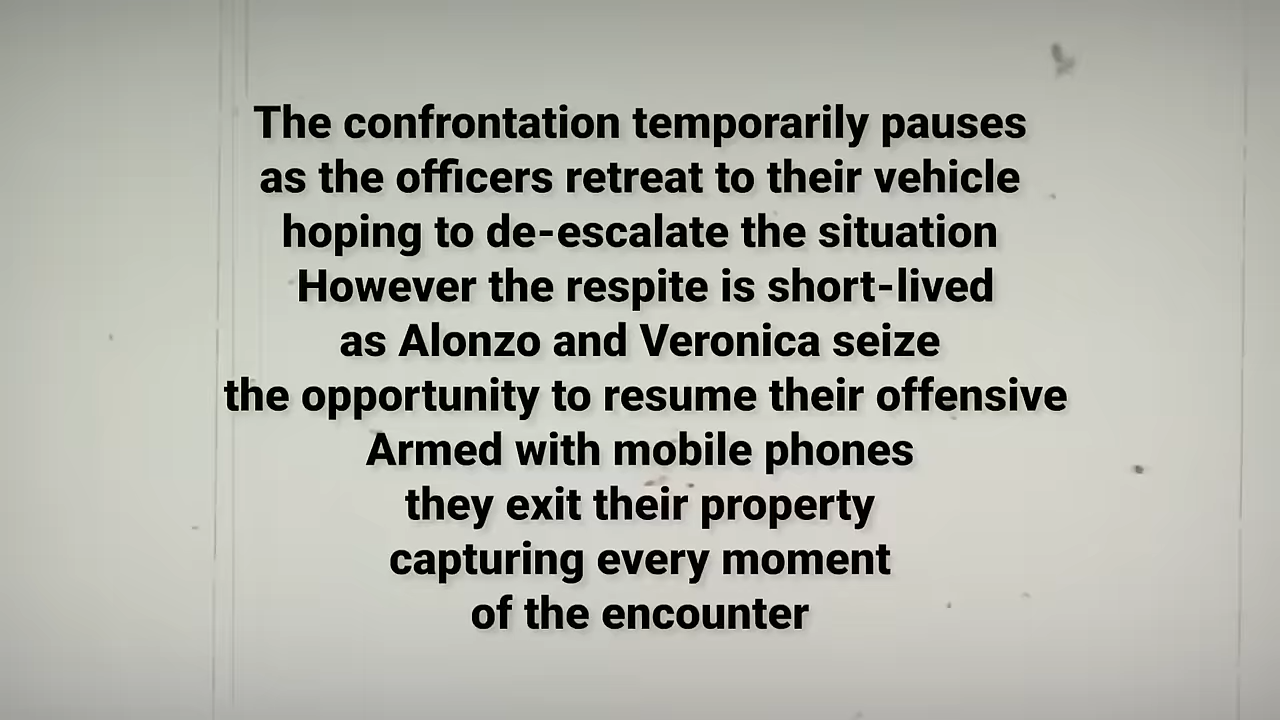 The confrontation temporarily pauses
as the officers retreat to their vehicle
hoping to de-escalate the situation
However the respite is short-lived
as Alonzo and Veronica seize
the opportunity to resume their offensive
Armed with mobile phones
they exit their property
capturing every moment
of the encounter